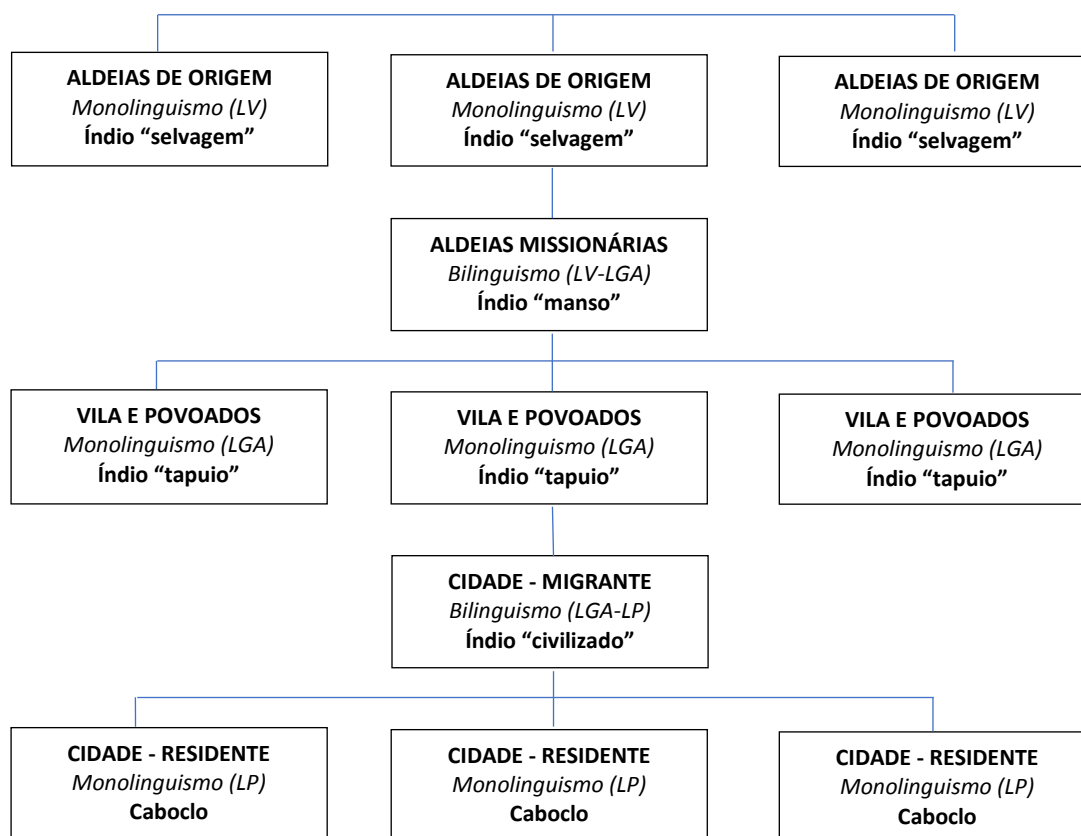 ALDEIAS DE ORIGEM
Monolinguismo (LV)
Índio “selvagem”
ALDEIAS DE ORIGEM
Monolinguismo (LV)
Índio “selvagem”
ALDEIAS DE ORIGEM
Monolinguismo (LV)
Índio “selvagem”
ALDEIAS MISSIONÁRIAS
Bilinguismo (LV-LGA)
Índio “manso”
VILA E POVOADOS
Monolinguismo (LGA)
Índio “tapuio”
VILA E POVOADOS
Monolinguismo (LGA)
Índio “tapuio”
VILA E POVOADOS
Monolinguismo (LGA)
Índio “tapuio”
CIDADE - MIGRANTE
Bilinguismo (LGA-LP)
Índio “civilizado”
CIDADE - RESIDENTE
Monolinguismo (LP)
Caboclo
CIDADE - RESIDENTE
Monolinguismo (LP)
Caboclo
CIDADE - RESIDENTE
Monolinguismo (LP)
Caboclo